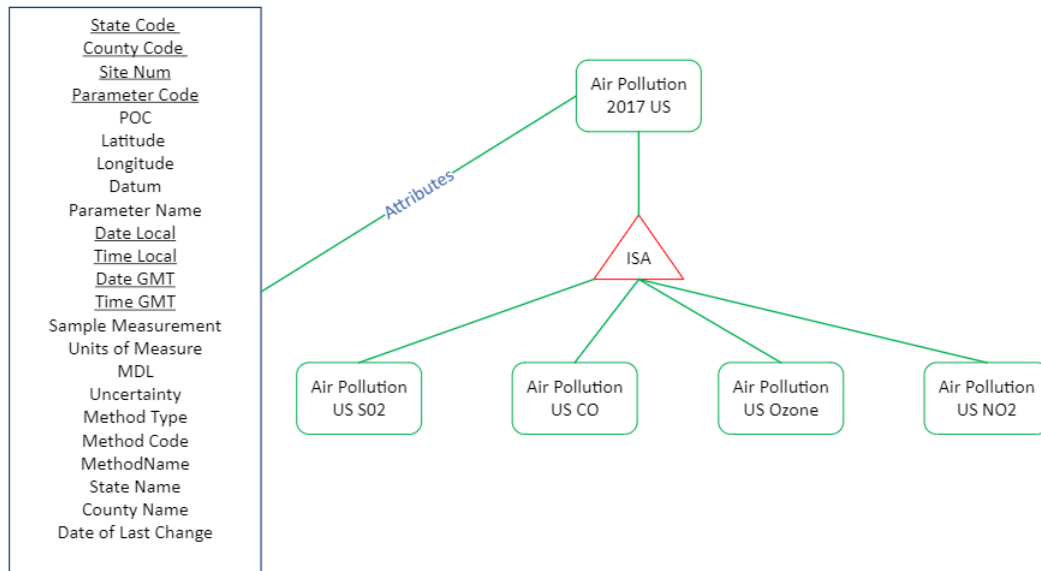 State Code
County Code
Site Num
Parameter Code
POC
Latitude
Longitude
Datum
Parameter Name
Date Local
Time Local
Date GMT
Time GMT
Sample Measurement
Units of Measure
MDL
Uncertainty
Method Type
Method Code
MethodName
State Name
County Name
Date of Last Change
Attributes
Air Pollution
2017 US
ISA
Air Pollution
US S02
Air Pollution
US CO
Air Pollution
US Ozone
Air Pollution
US NO2